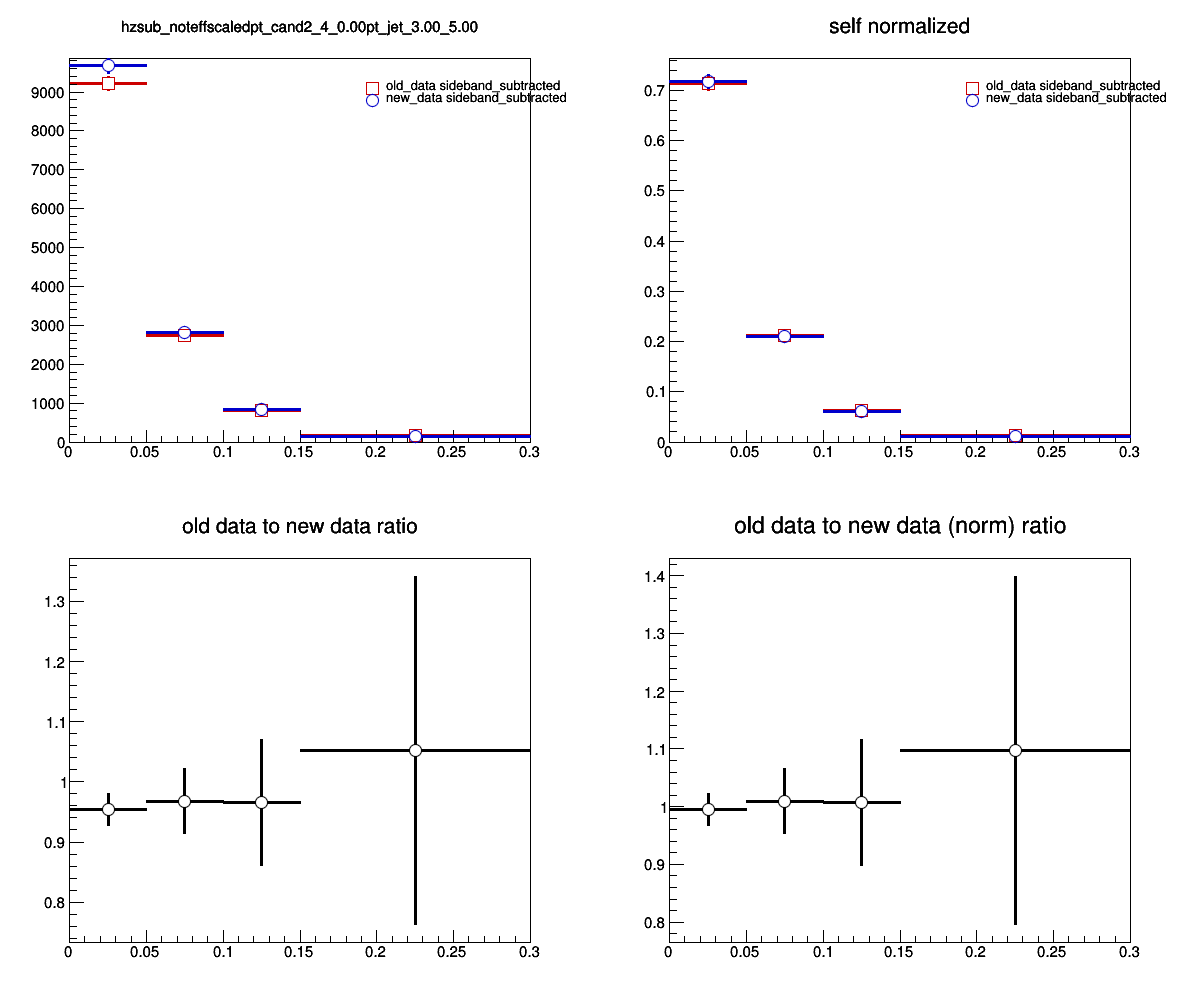 hzsub_noteffscaledpt_cand2_4_0.00pt_jet_3.00_5.00
old_data sideband_subtracted
new_data sideband_subtracted
9000
8000
7000
6000
5000
4000
3000
2000
1000
0
0 0.05 0.1 0.15 0.2 0.25 0.3
self normalized
old_data sideband_subtracted
new_data sideband_subtracted
0.7
0.6
0.5
0.4
0.3
0.2
0.1
0
0 0.05 0.1 0.15 0.2 0.25 0.3
old data to new data ratio
1.3
1.2
1.1
1
0.9
0.8
0 0.05 0.1 0.15 0.2 0.25 0.3
old data to new data (norm) ratio
1.4
1.3
1.2
1.1
1
0.9
0.8
0 0.05 0.1 0.15 0.2 0.25 0.3